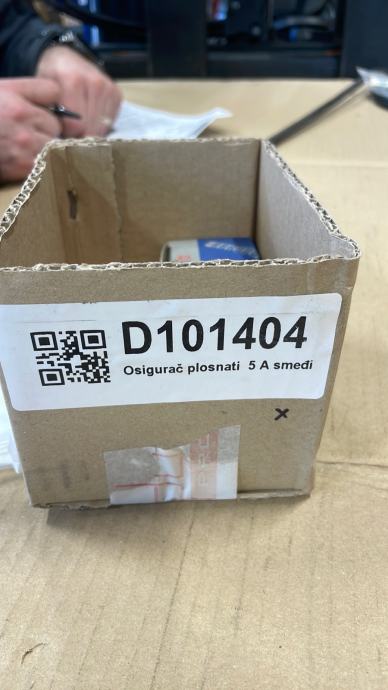 D101404
Osigurač plosnati 5 A smeđi
x